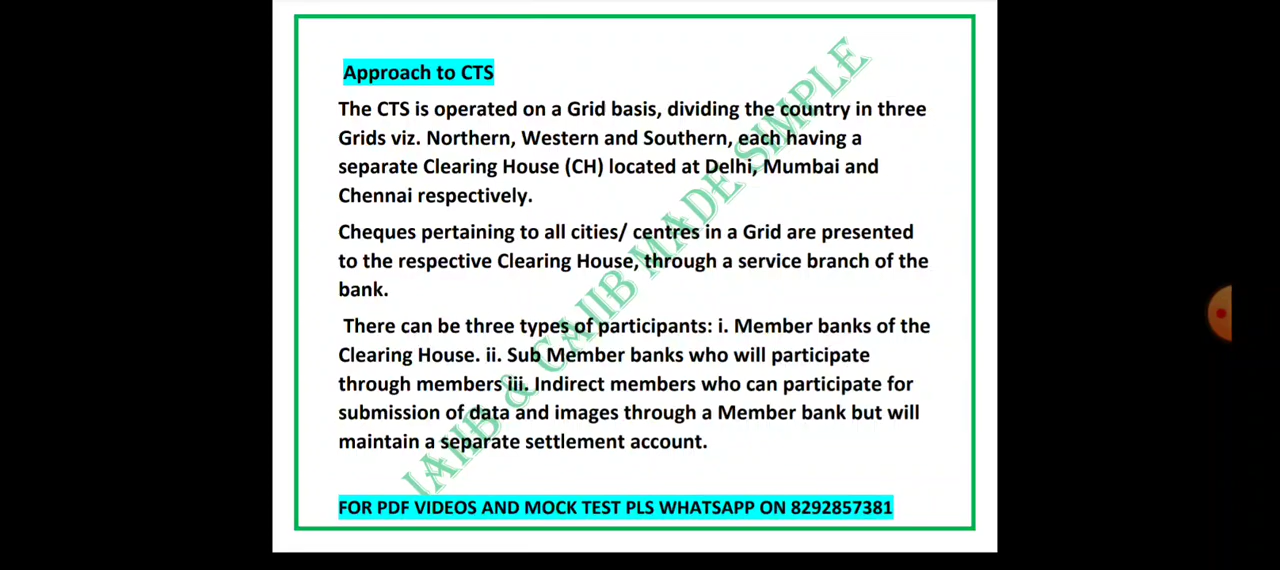 Approach to CTS
The CTS is operated on a Grid basis, dividing the country in three
Grids viz. Northern, Western and Southern, each having a
separate Clearing House (CH) located at Delhi, Mumbai and
Chennai respectively.
Cheques pertaining to all cities/ centres in a Grid are presented
to the respective Clearing House, through a service branch of the
bank.
There can be three types of participants: i. Member banks of the
Clearing House. ii. Sub Member banks who will participate
through members iii. Indirect members who can participate for
submission of data and images through a Member bank but will
maintain a separate settlement account.
JAIIB & CAIIB MADE SIMPLE
FOR PDF VIDEOS AND MOCK TEST PLS WHATSAPP ON 8292857381